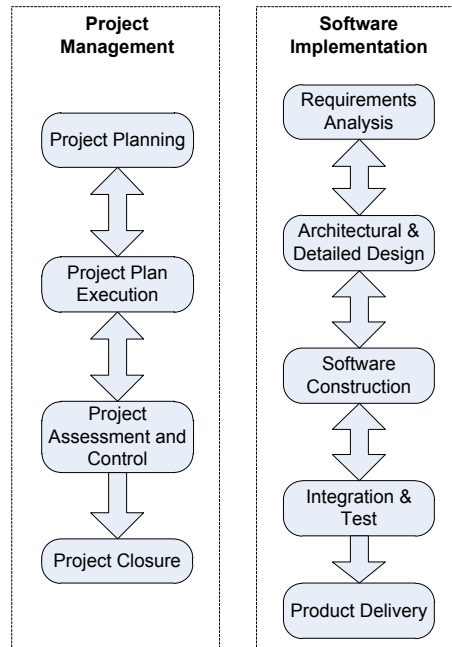 Project
Management
Project Planning
Project Plan
Execution
Project
Assessment and
Control
Project Closure
Software
Implementation
Requirements
Analysis
Architectural &
Detailed Design
Software
Construction
Integration &
Test
Product Delivery